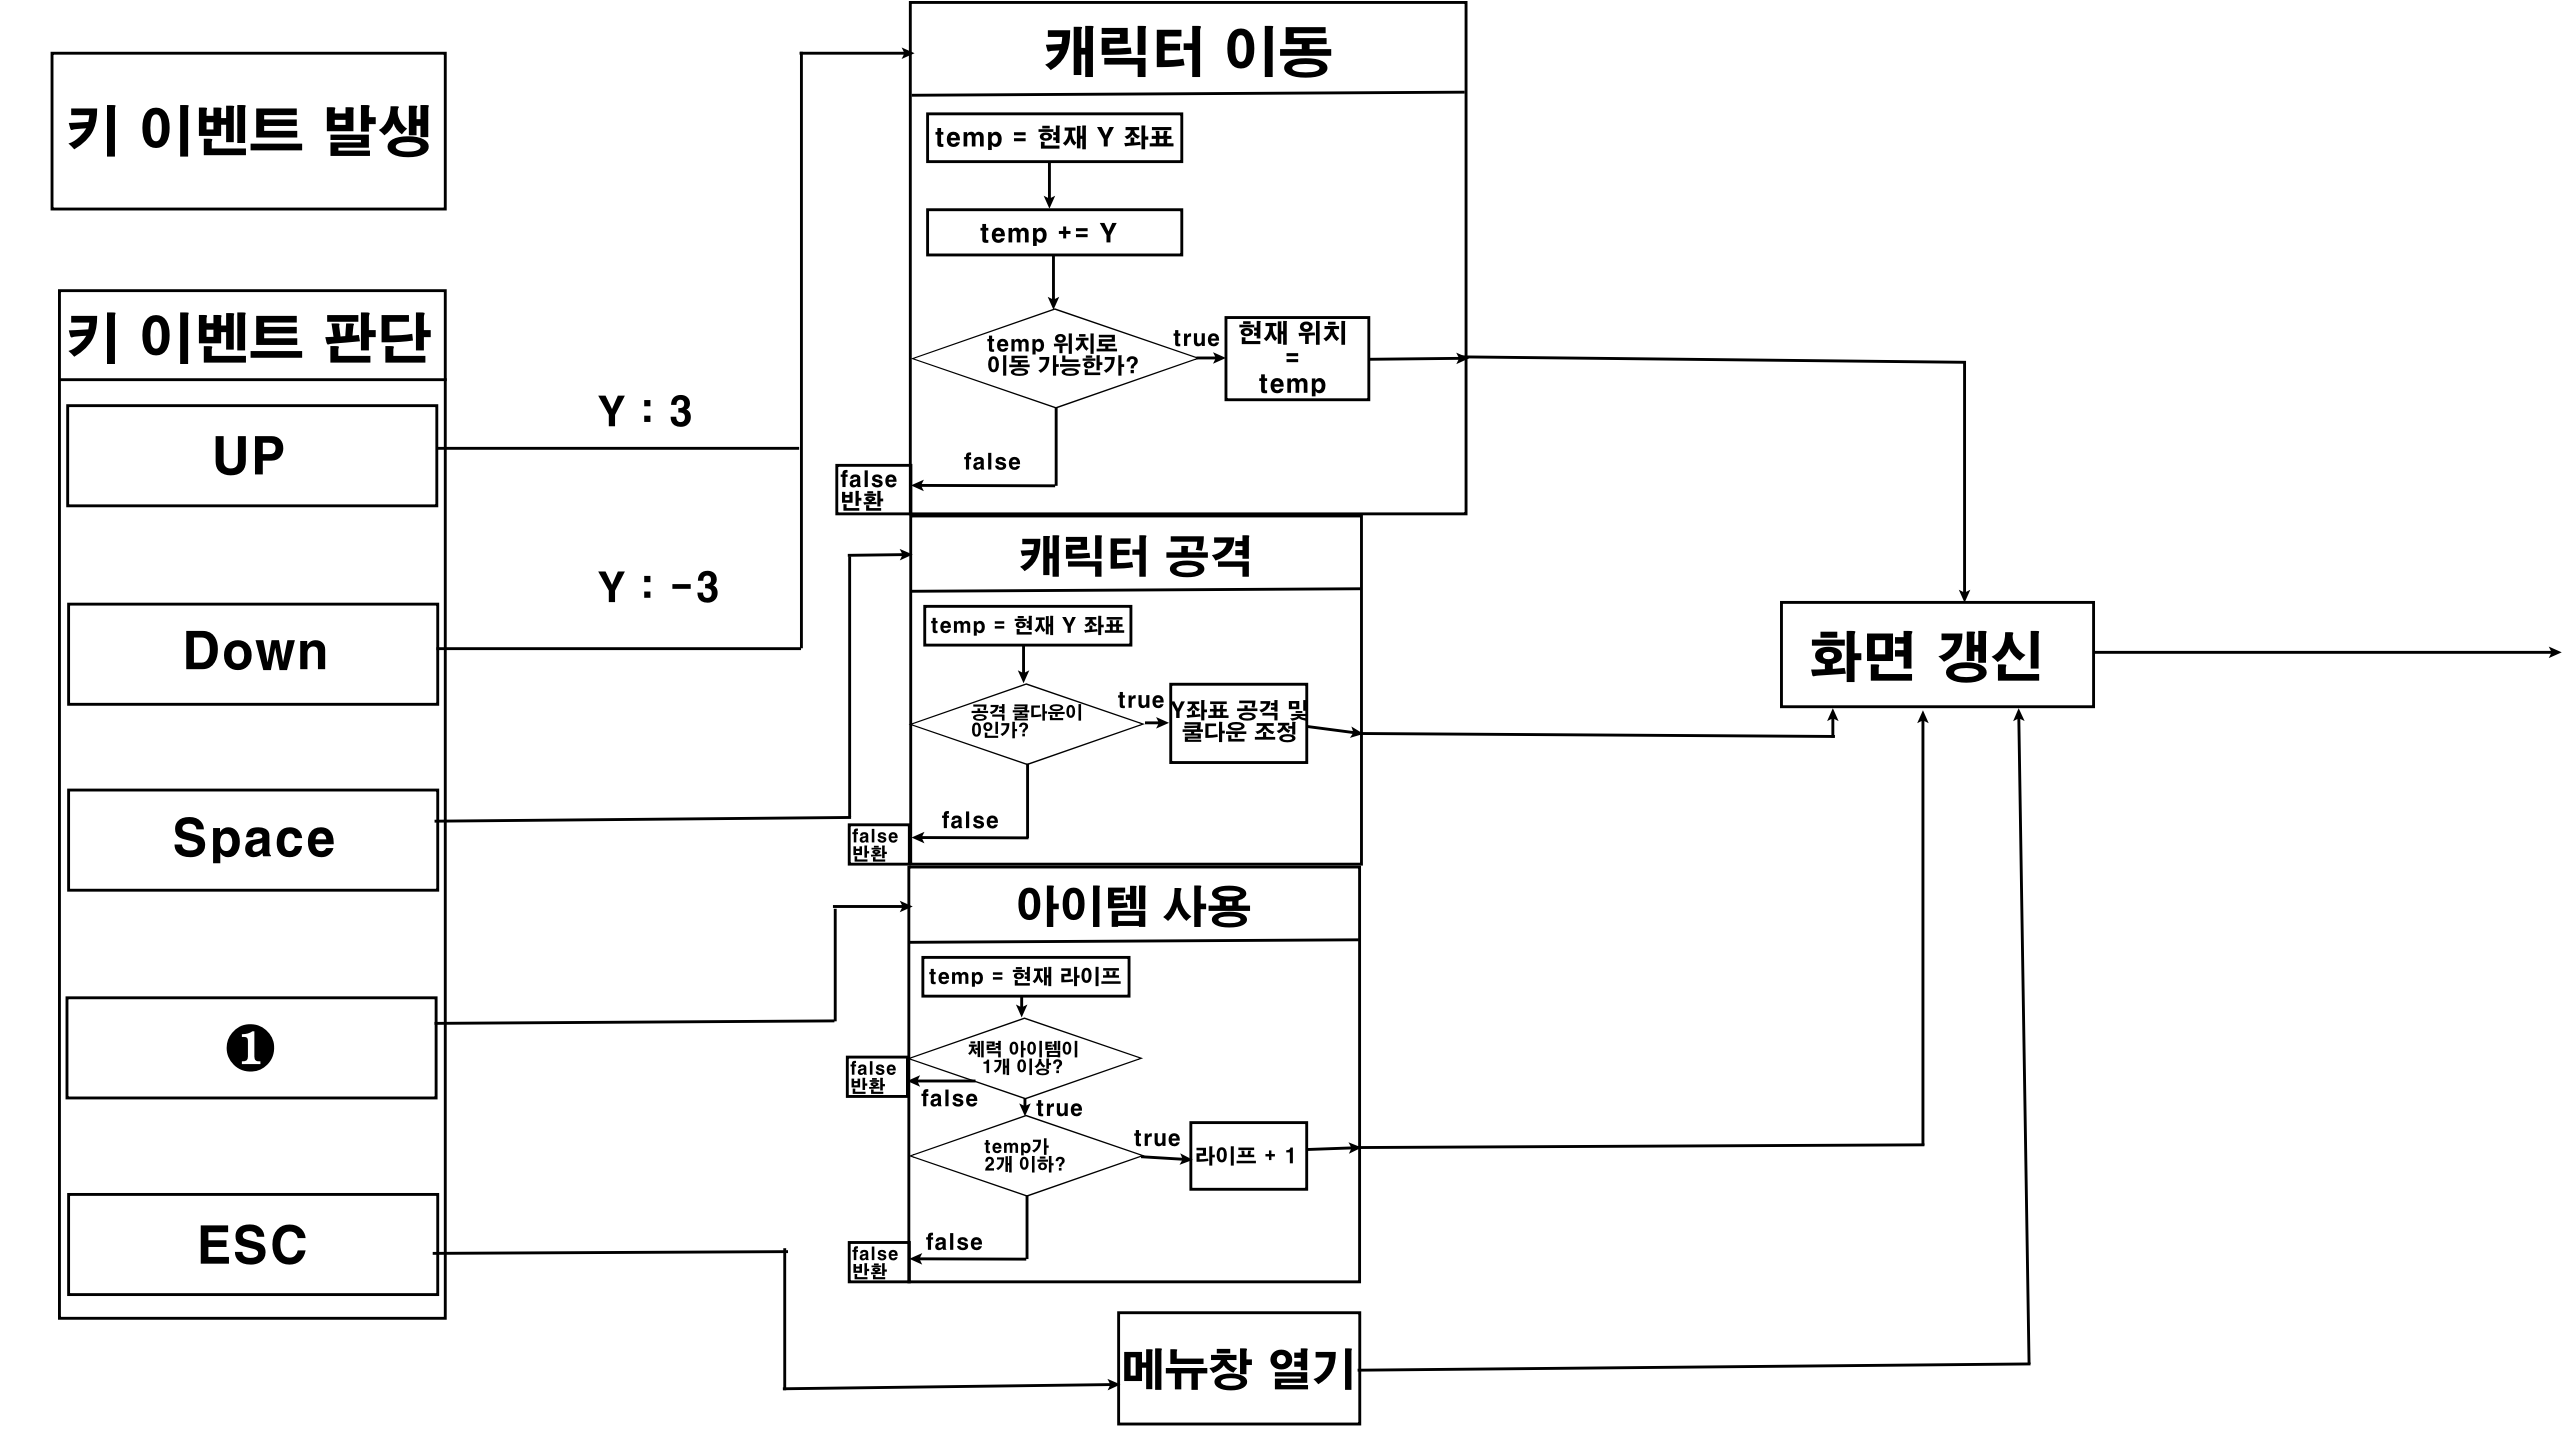 키 이벤트 발생
키 이벤트 판단
UP
Down
Space
❶
ESC
Y : 3
Y : -3
캐릭터 이동
temp = 현재 Y 좌표
temp += Y
temp 위치로
이동 가능한가?
true
현재 위치
=
temp
false
false
반환
캐릭터 공격
temp = 현재 Y 좌표
공격 쿨다운이
0인가?
true
Y좌표 공격 및
쿨다운 조정
false
false
반환
아이템 사용
temp = 현재 라이프
체력 아이템이
1개 이상?
false
반환
false
true
temp가
2개 이하?
true
라이프 + 1
false
false
반환
메뉴창 열기
화면 갱신